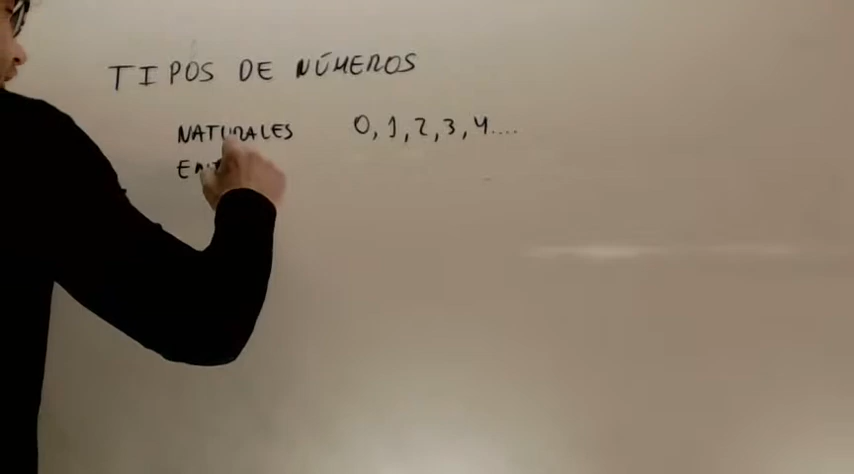 TIPOS DE NÚMEROS
NATURALES 0, 1, 2, 3, 4....